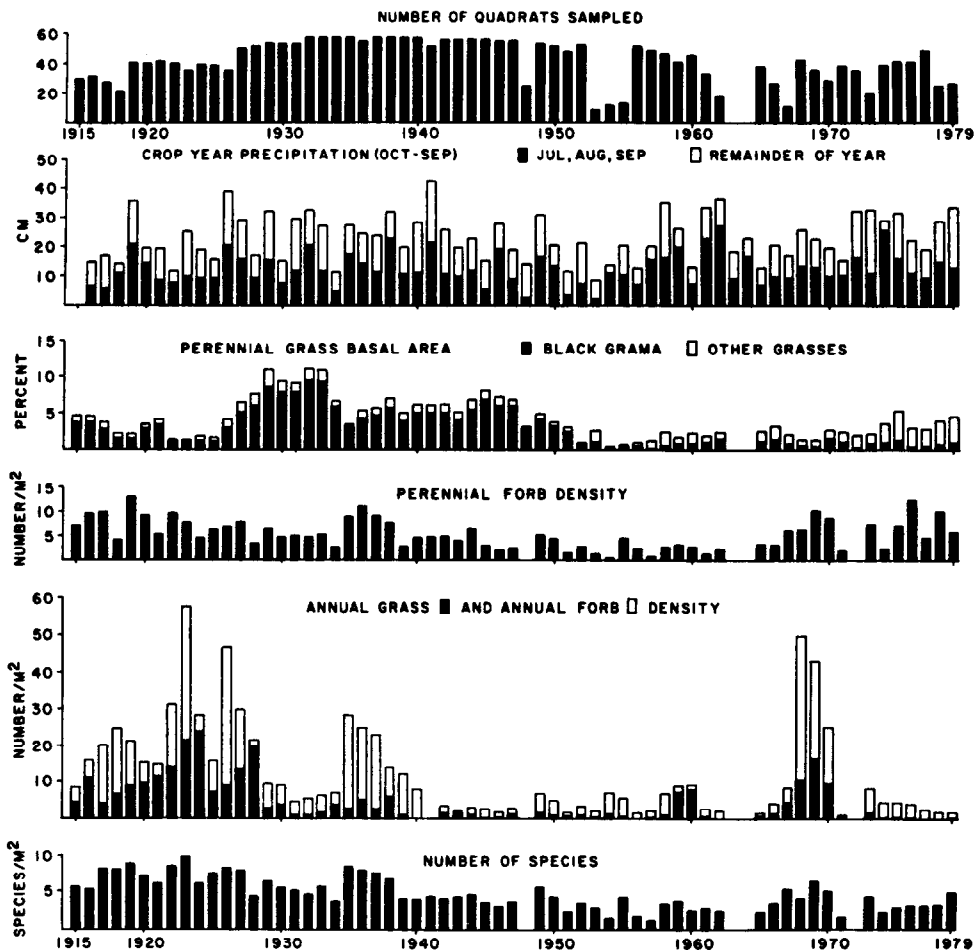 NUMBER OF QUADRATS SAMPLED
60
40
20
1915 1920 1930 1940 1950 1960 1970 1979
CROP YEAR PRECIPITATION (OCT-SEP) JUL, AUG, SEP REMAINDER OF YEAR
CM
50
40
30
20
10
PERENNIAL GRASS BASAL AREA BLACK GRAMA OTHER GRASSES
PERCENT
15
10
5
PERENNIAL FORB DENSITY
NUMBER/M2
15
10
5
ANNUAL GRASS AND ANNUAL FORB DENSITY
NUMBER/M2
60
50
40
30
20
10
NUMBER OF SPECIES
SPECIES/M2
10
5
1915 1920 1930 1940 1950 1960 1970 1979